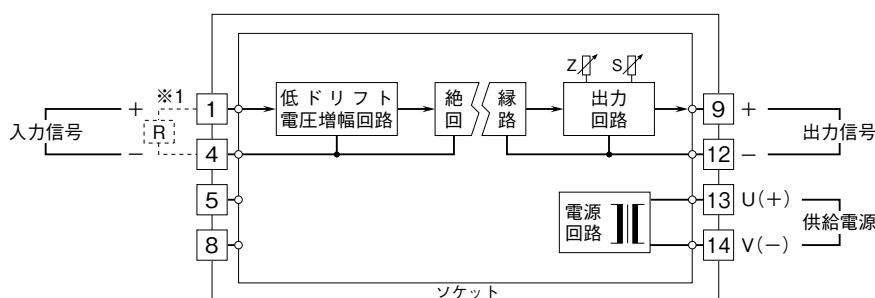 Z
S
※1
+
1
低ドリフト
電圧増幅回路
絶
回
縁
路
出力
回路
9
+
入力信号
R
出力信号
−
4
12
−
5
13
U(+)
電源
回路
供給電源
8
14
V(−)
ソケット